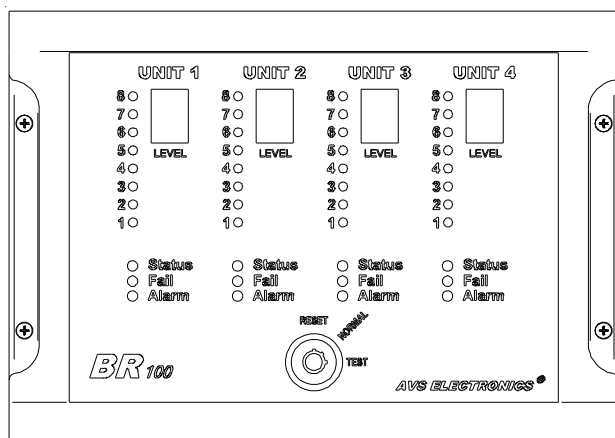 UNIT 1 UNIT 2 UNIT 3 UNIT 4
8 8 8 8
7 7 7 7
6 6 6 6
5 LEVEL 5 LEVEL 5 LEVEL 5 LEVEL
4 4 4 4
3 3 3 3
2 2 2 2
1 1 1 1
Status Status Status Status
Fail Fail Fail Fail
Alarm Alarm Alarm Alarm
RESET NORMAL
TEST
BR 100 AVS ELECTRONICS ®